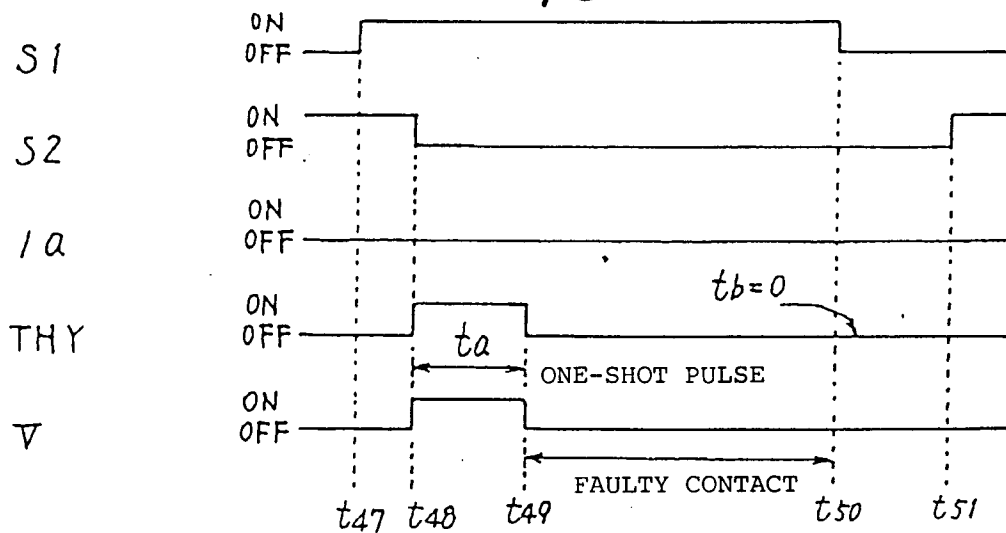 S1 ON
OFF
S2 ON
OFF
1a ON
OFF
THY ON
OFF
ta
tb=0
ONE-SHOT PULSE
V ON
OFF
FAULTY CONTACT
t47 t48 t49 t50 t51